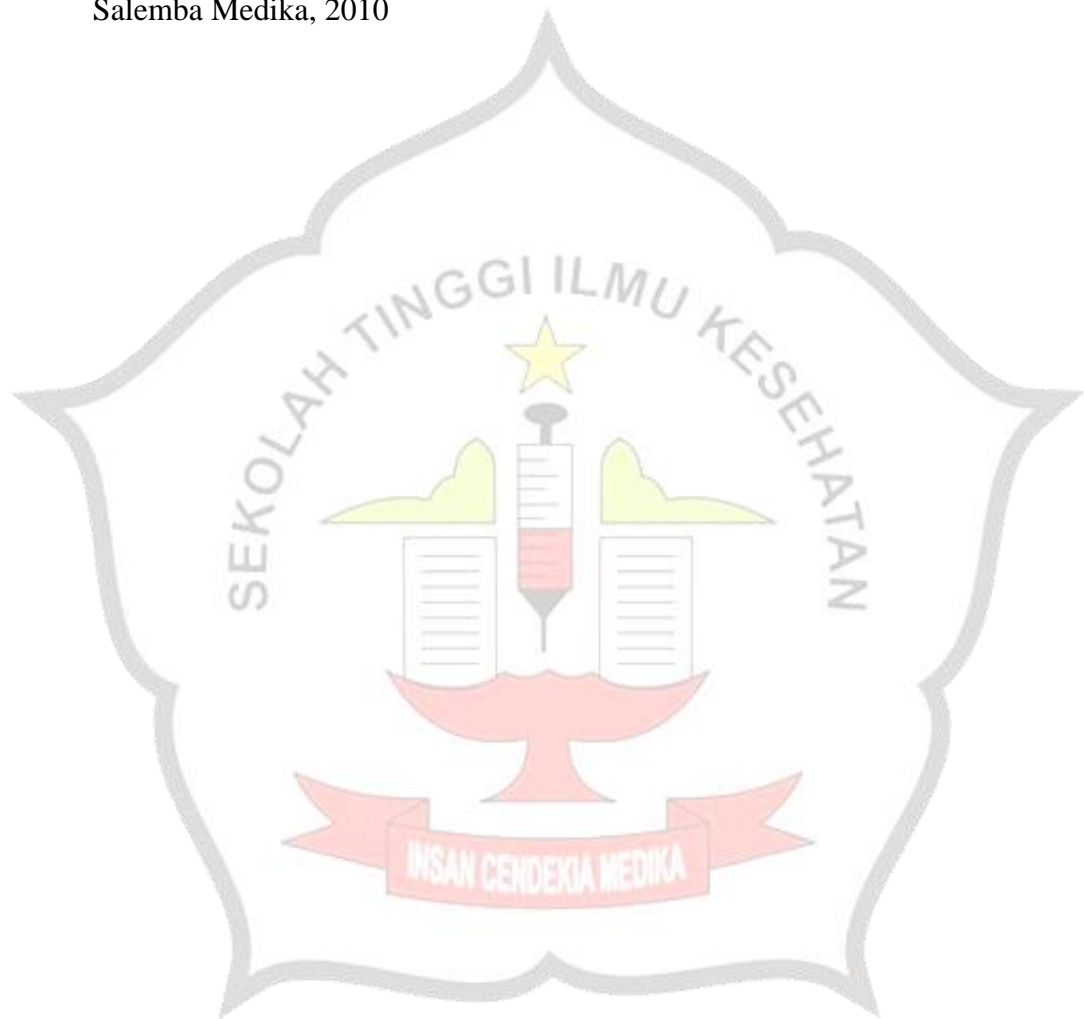 Salemba Medika, 2010
SEKOLAH TINGGI ILMU KESEHATAN
INSAN CENDEKIA MEDIKA